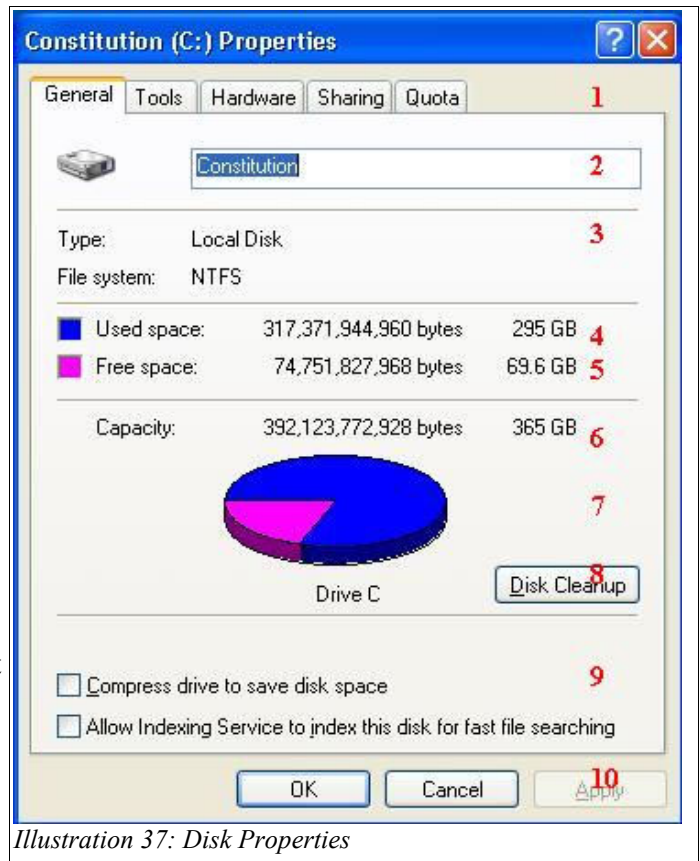 Constitution (C:) Properties
General Tools Hardware Sharing Quota 1
Constitution 2
Type: Local Disk 3
File system: NTFS
Used space: 317,371,944,960 bytes 295 GB 4
Free space: 74,751,827,968 bytes 69.6 GB 5
Capacity: 392,123,772,928 bytes 365 GB 6
7
Drive C Disk Cleanup 8
Compress drive to save disk space 9
Allow Indexing Service to index this disk for fast file searching
OK Cancel Apply 10
Illustration 37: Disk Properties